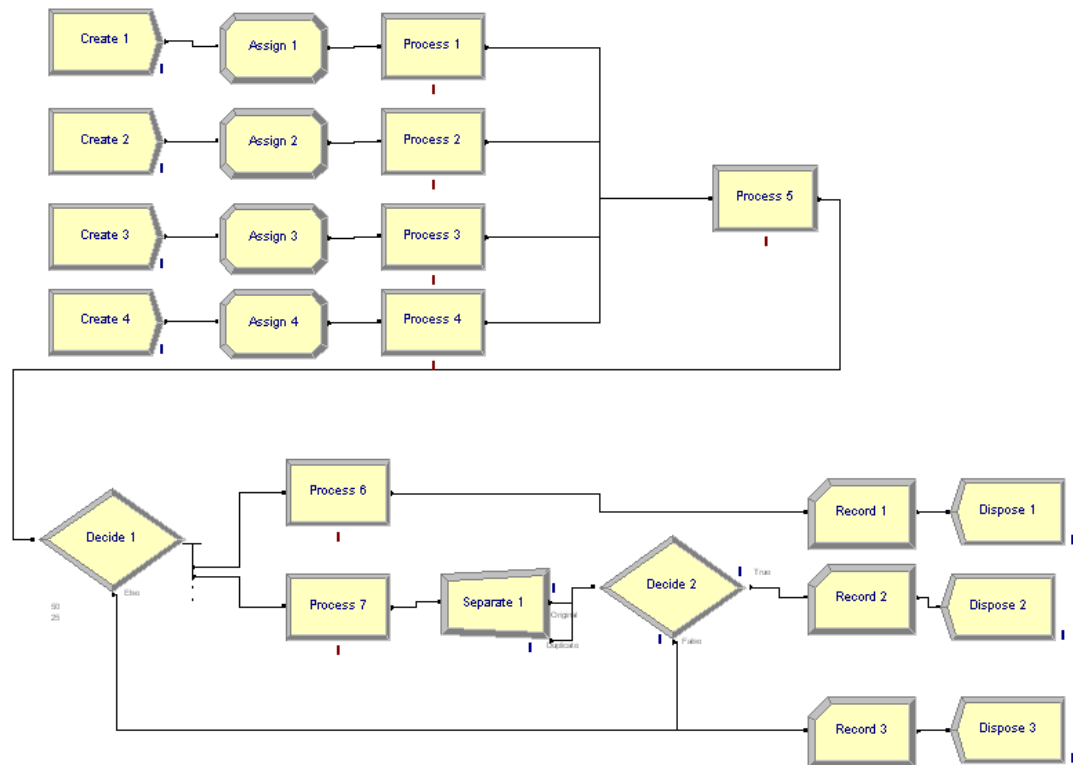 Create 1
Assign 1
Process 1
Create 2
Assign 2
Process 2
Process 5
Create 3
Assign 3
Process 3
Create 4
Assign 4
Process 4
Process 6
Record 1
Dispose 1
Decide 1
Else
50
25
Process 7
Separate 1
Original
Duplicate
Decide 2
True
False
Record 2
Dispose 2
Record 3
Dispose 3